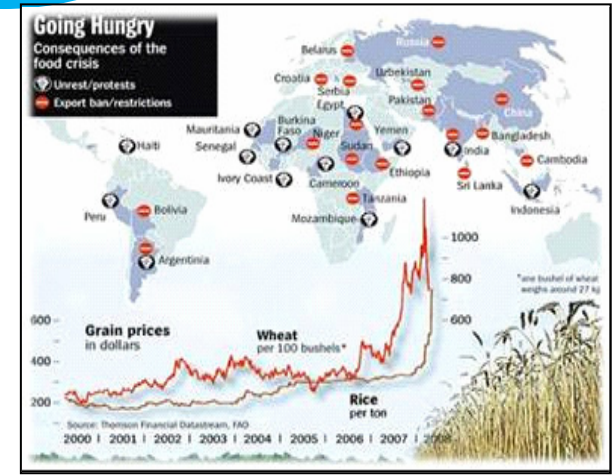 Going Hungry
Consequences of the
food crisis
Unrest/protests
Export ban/restrictions
Belarus
Russia
Croatia
Serbia
Uzbekistan
Egypt
Pakistan
China
Mauritania
Burkina
Faso
Niger
Yemen
Bangladesh
Haiti
Senegal
Sudan
India
Cambodia
Ivory Coast
Cameroon
Ethiopia
Sri Lanka
Peru
Bolivia
Tanzania
Mozambique
Indonesia
Argentinia
1000
800
600
*one bushel of wheat
weighs around 27 kg
600
400
200
Grain prices
in dollars
Wheat
per 100 bushels*
Rice
per ton
Source: Thomson Financial Datastream, FAO
2000 2001 2002 2003 2004 2005 2006 2007 2008